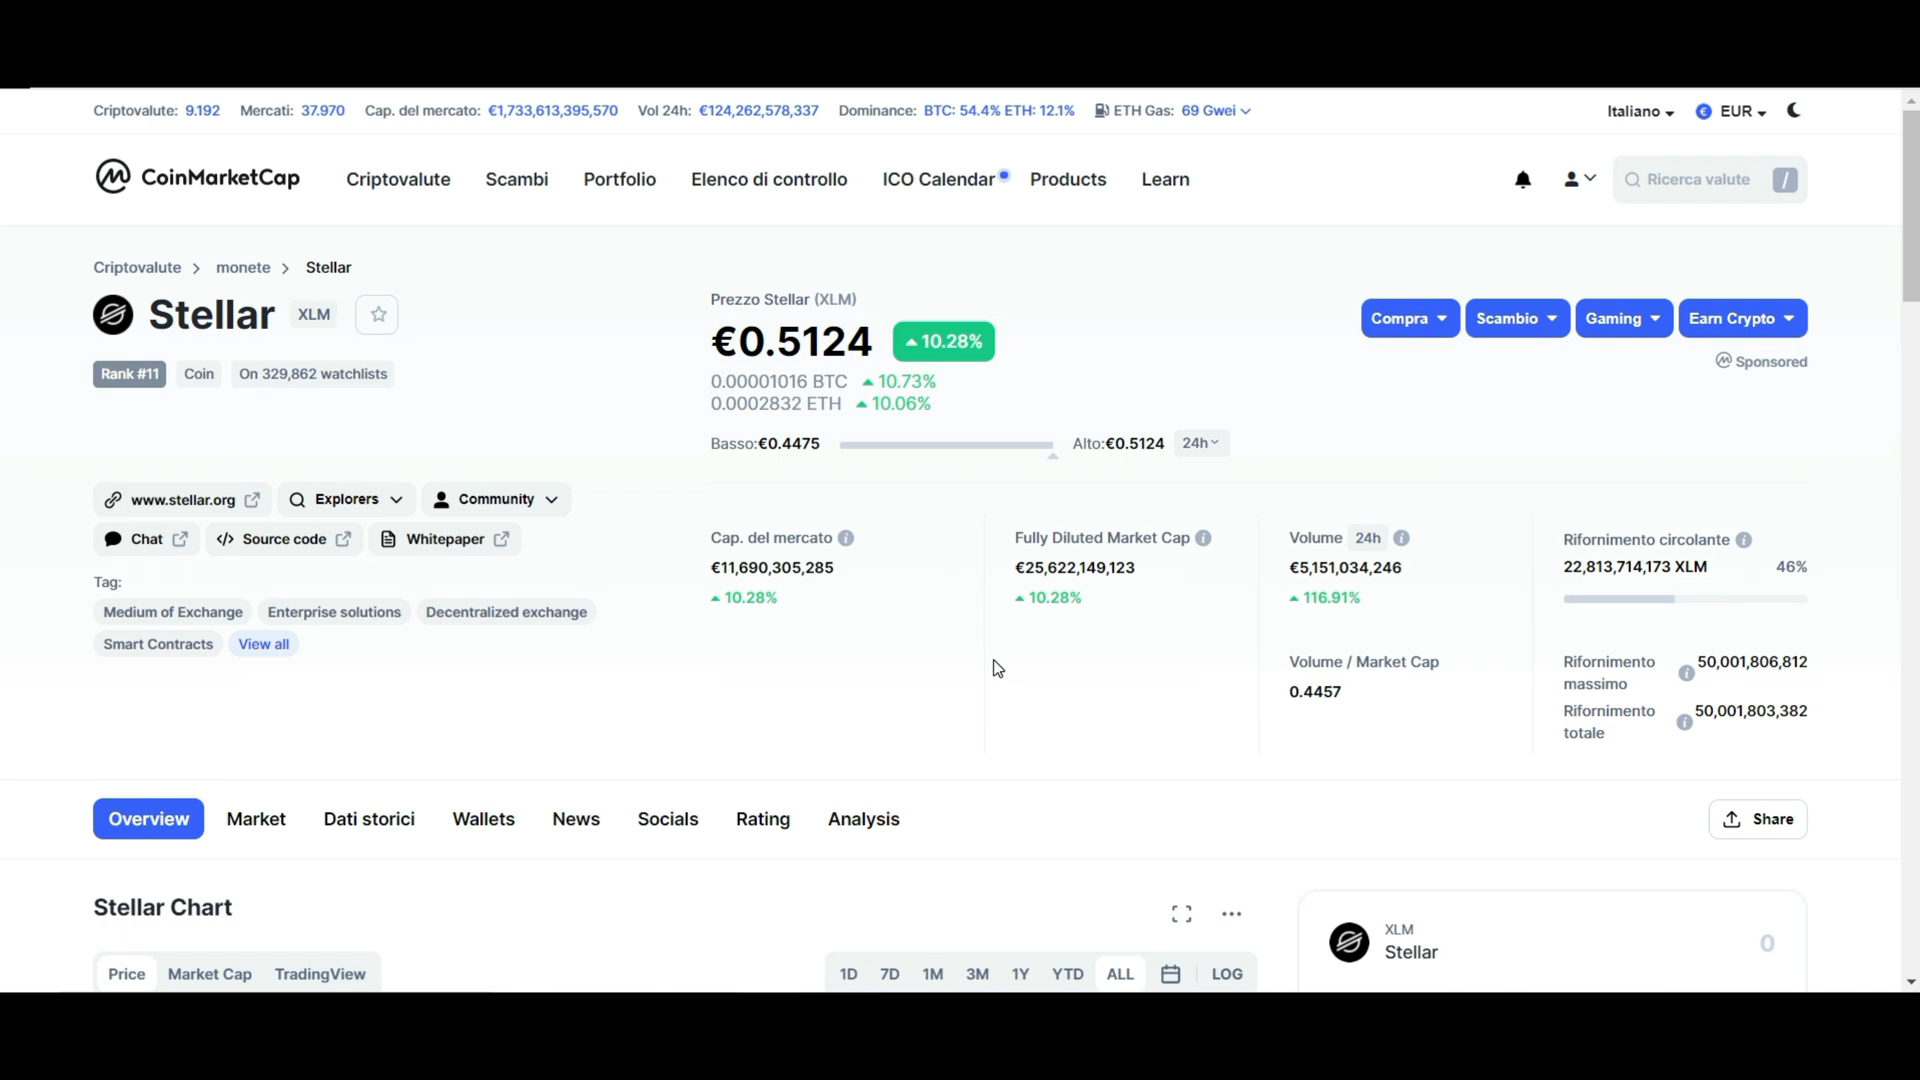 Criptovalute: 9.192 Mercati: 37.970 Cap. del mercato: €1,733,613,395,570 Vol 24h: €124,262,578,337 Dominance: BTC: 54.4% ETH: 12.1% ETH Gas: 69 Gwei Italiano EUR
CoinMarketCap Criptovalute Scambi Portfolio Elenco di controllo ICO Calendar Products Learn Ricerca valute /
Criptovalute > monete > Stellar
Stellar XLM
Rank #11 Coin On 329,862 watchlists
www.stellar.org Explorers Community
Chat Source code Whitepaper
Tag:
Medium of Exchange Enterprise solutions Decentralized exchange
Smart Contracts View all
Prezzo Stellar (XLM)
€0.5124 10.28%
0.00001016 BTC 10.73%
0.0002832 ETH 10.06%
Basso:€0.4475 Alto:€0.5124 24h
Compra Scambio Gaming Earn Crypto
Sponsored
Cap. del mercato
€11,690,305,285
10.28%
Fully Diluted Market Cap
€25,622,149,123
10.28%
Volume 24h
€5,151,034,246
116.91%
Volume / Market Cap
0.4457
Rifornimento circolante
22,813,714,173 XLM 46%
Rifornimento massimo 50,001,806,812
Rifornimento totale 50,001,803,382
Overview Market Dati storici Wallets News Socials Rating Analysis Share
Stellar Chart
Price Market Cap TradingView 1D 7D 1M 3M 1Y YTD ALL LOG
XLM
Stellar 0